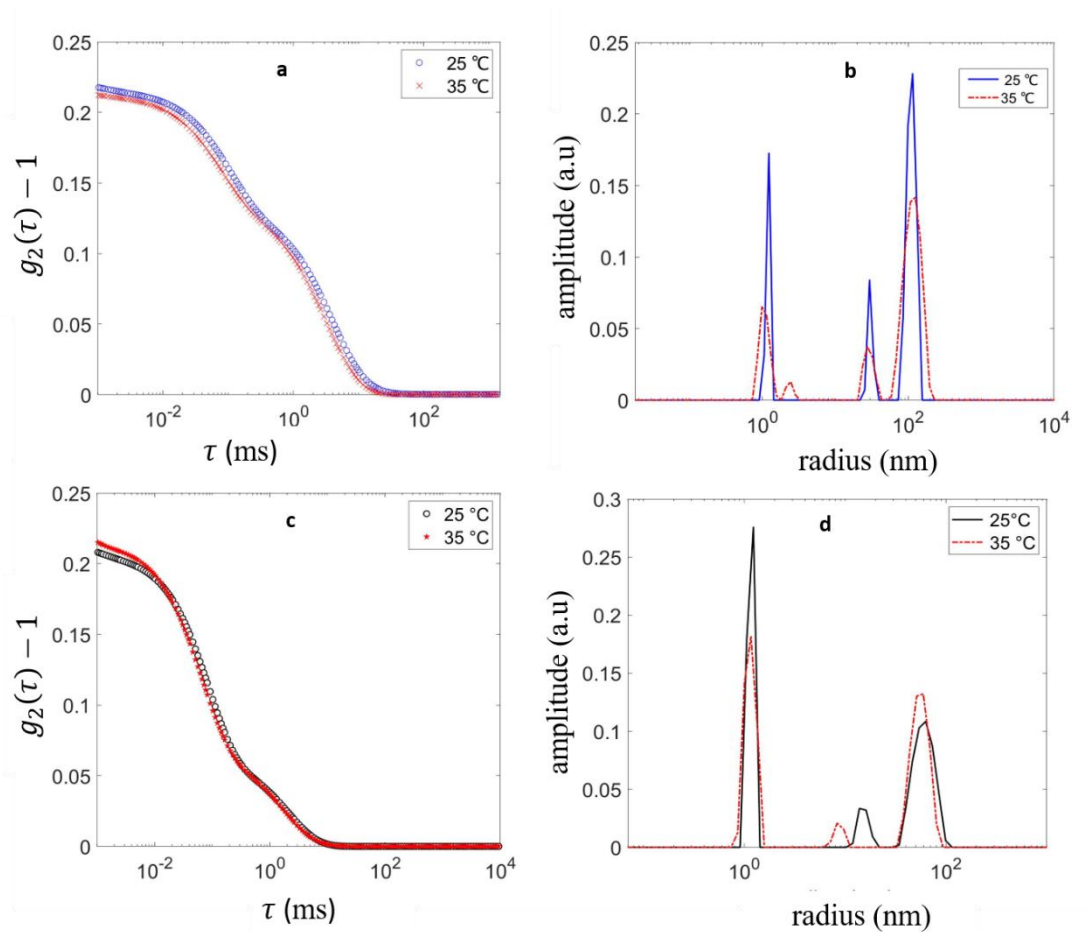 a
25 ℃
35 ℃
0.25
0.2
0.15
0.1
0.05
0
g₂(τ) − 1
10⁻² 10⁰ 10²
τ (ms)
b
25 ℃
35 ℃
0.25
0.2
0.15
0.1
0.05
0
amplitude (a.u)
10⁰ 10² 10⁴
radius (nm)
c
25 °C
35 °C
0.25
0.2
0.15
0.1
0.05
0
g₂(τ) − 1
10⁻² 10⁰ 10² 10⁴
τ (ms)
d
25°C
35 °C
0.3
0.25
0.2
0.15
0.1
0.05
0
amplitude (a.u)
10⁰ 10²
radius (nm)